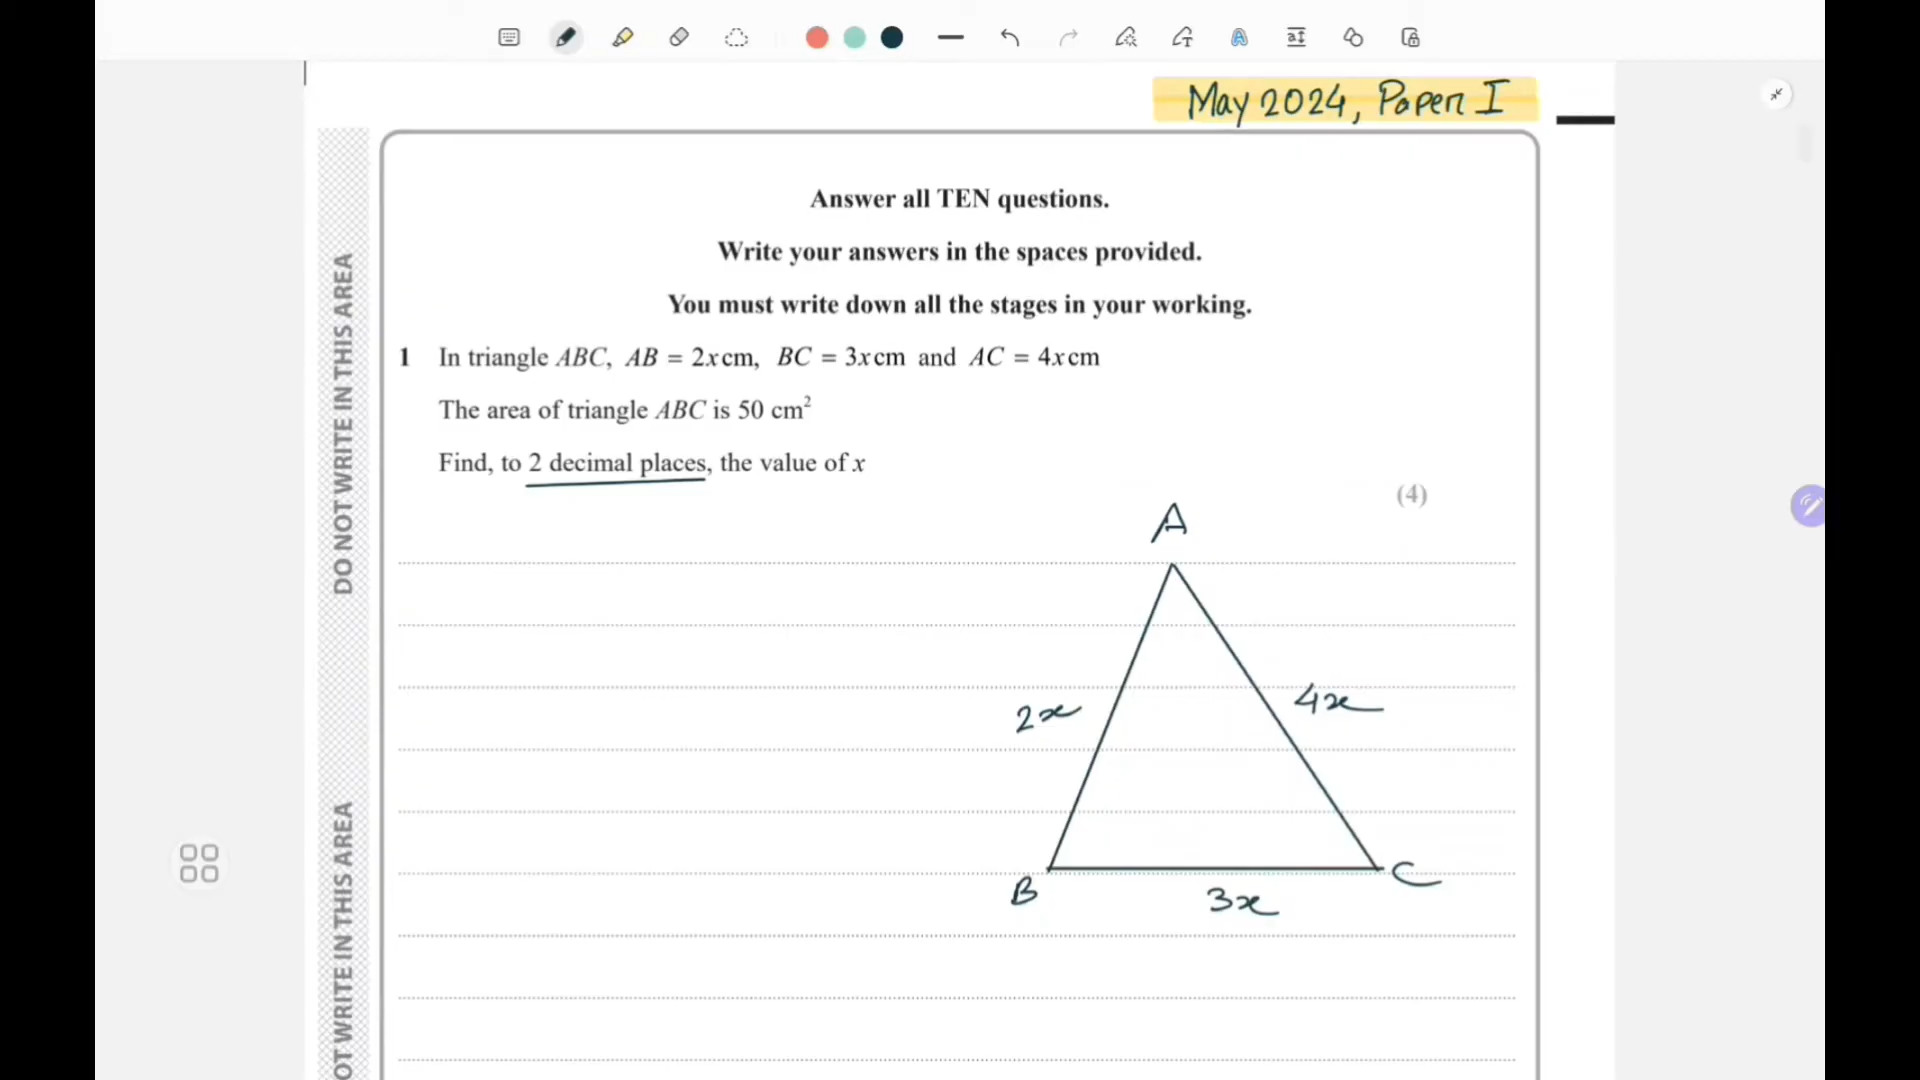 May 2024, Paper I
Answer all TEN questions.
Write your answers in the spaces provided.
You must write down all the stages in your working.
1 In triangle ABC, AB = 2x cm, BC = 3x cm and AC = 4x cm
The area of triangle ABC is 50 cm²
Find, to 2 decimal places, the value of x
(4)
A
2x
4x
B
C
3x
DO NOT WRITE IN THIS AREA
OT WRITE IN THIS AREA